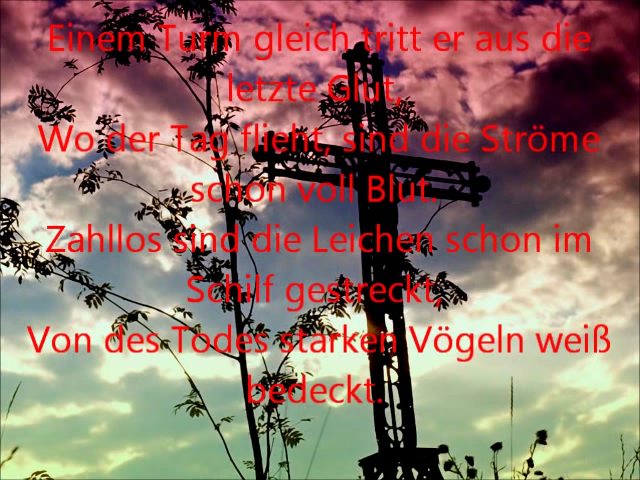 Einem Turm gleich tritt er aus die
letzte Glut,
Wo der Tag flieht, sind die Ströme
schon voll Blut.
Zahllos sind die Leichen schon im
Schilf gestreckt,
Von des Todes starken Vögeln weiß
bedeckt.